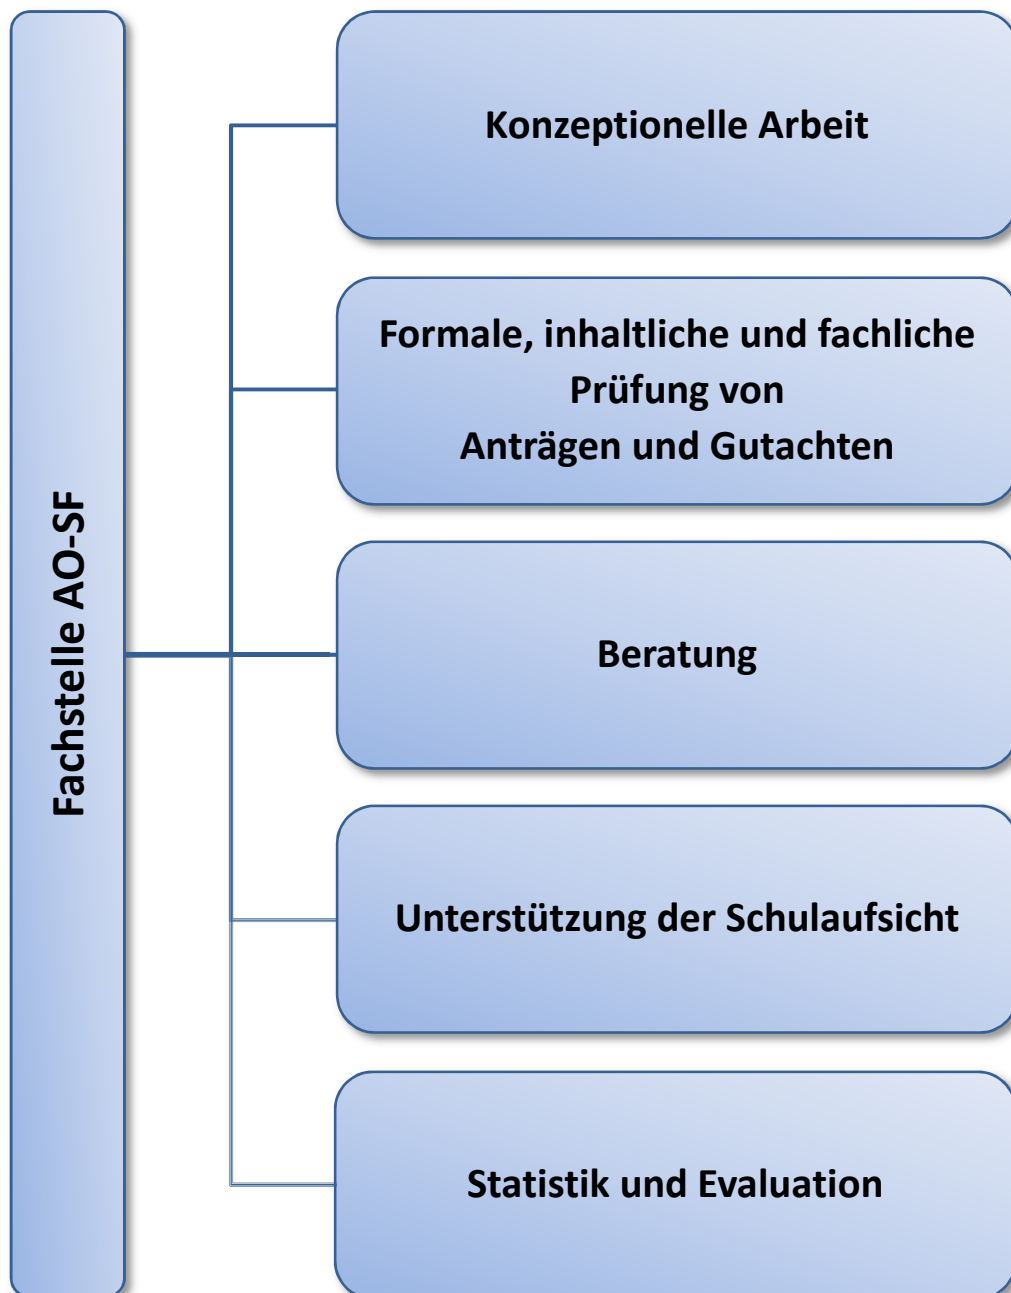 Fachstelle AO-SF
Konzeptionelle Arbeit
Formale, inhaltliche und fachliche
Prüfung von
Anträgen und Gutachten
Beratung
Unterstützung der Schulaufsicht
Statistik und Evaluation